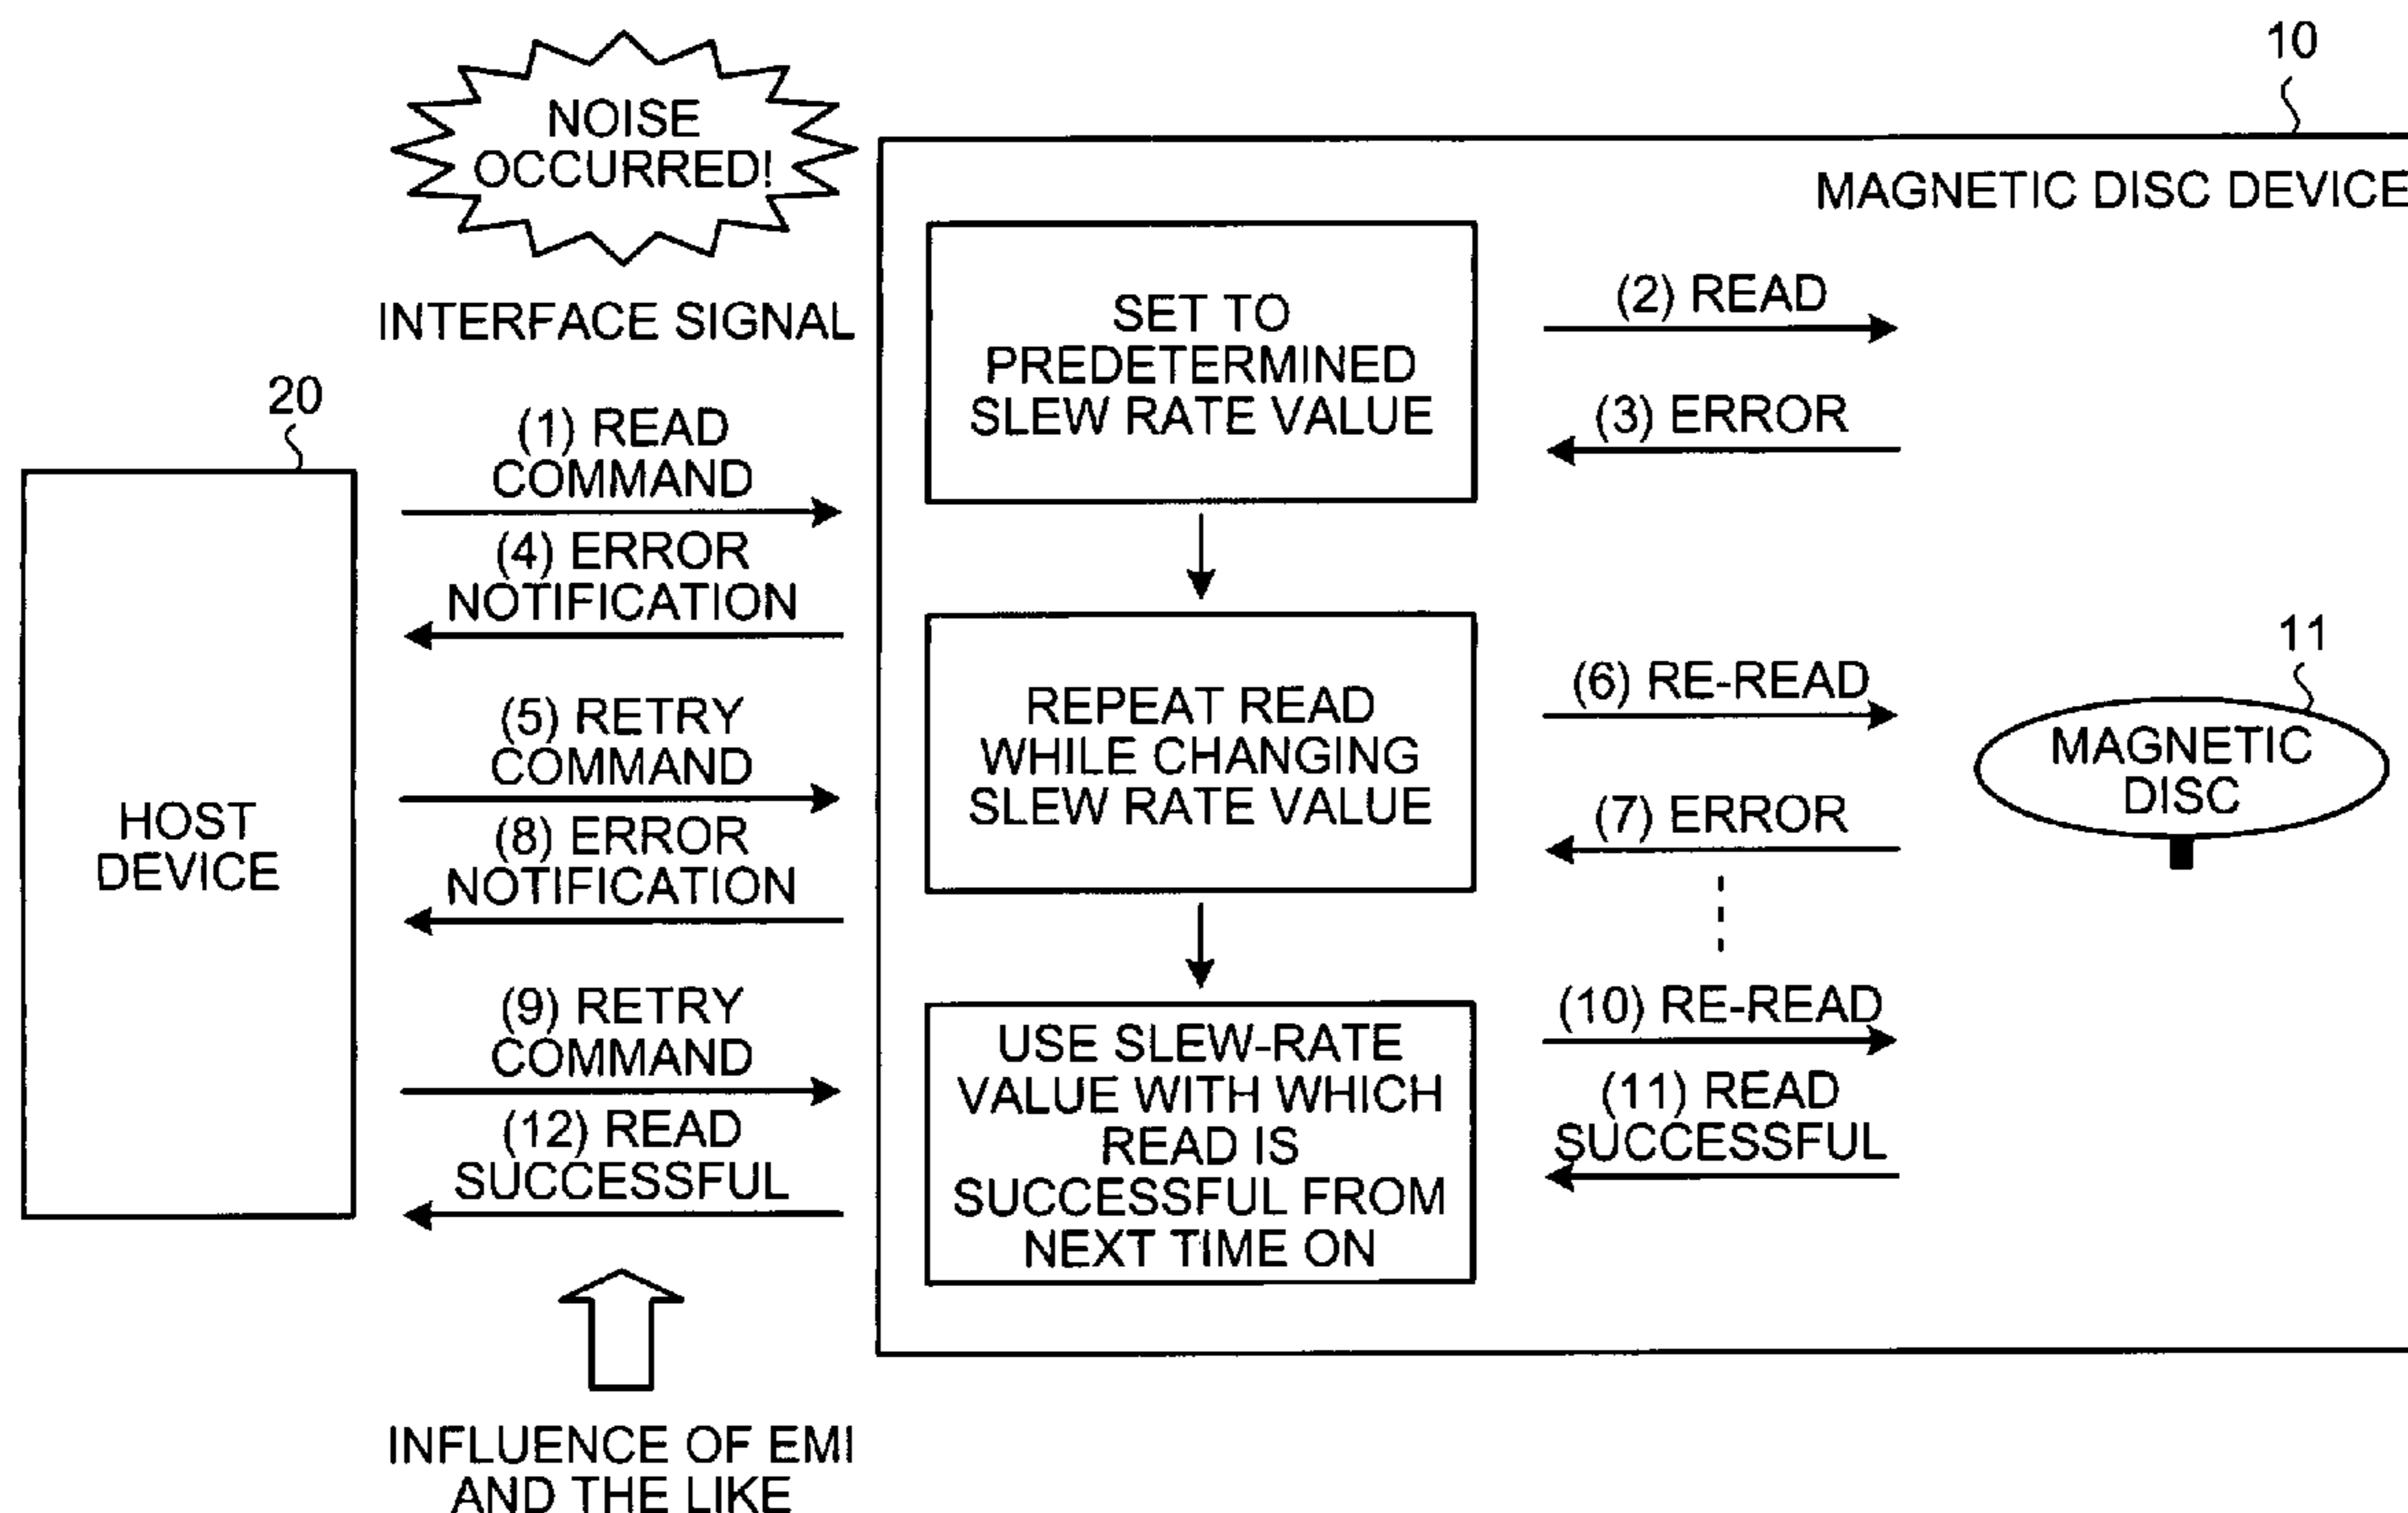 NOISE
OCCURRED!
INTERFACE SIGNAL
10
MAGNETIC DISC DEVICE
20
HOST
DEVICE
(1) READ
COMMAND
(4) ERROR
NOTIFICATION
(5) RETRY
COMMAND
(8) ERROR
NOTIFICATION
(9) RETRY
COMMAND
(12) READ
SUCCESSFUL
INFLUENCE OF EMI
AND THE LIKE
SET TO
PREDETERMINED
SLEW RATE VALUE
REPEAT READ
WHILE CHANGING
SLEW RATE VALUE
USE SLEW-RATE
VALUE WITH WHICH
READ IS
SUCCESSFUL FROM
NEXT TIME ON
(2) READ
(3) ERROR
(6) RE-READ
(7) ERROR
(10) RE-READ
(11) READ
SUCCESSFUL
11
MAGNETIC
DISC